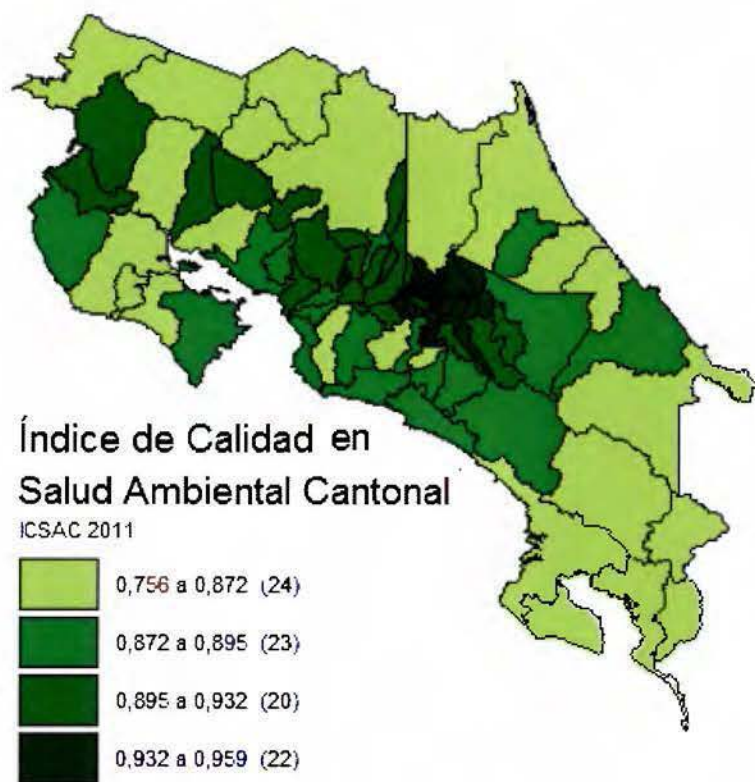 Índice de Calidad en
Salud Ambiental Cantonal
ICSAC 2011
0,756 a 0,872 (24)
0,872 a 0,895 (23)
0,895 a 0,932 (20)
0,932 a 0,959 (22)